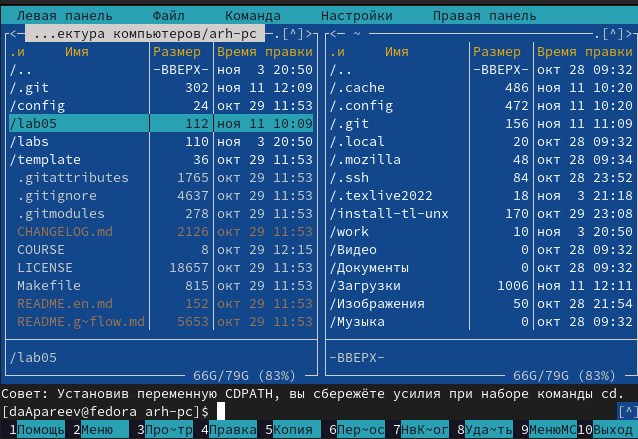 Левая панель Файл Команда Настройки Правая панель
<─ ...ектура компьютеров/arh-pc .[^]>
.и Имя Размер Время правки
/.. -ВВЕРХ- ноя 3 20:50
/.git 302 ноя 11 12:09
/config 24 окт 29 11:53
/lab05 112 ноя 11 10:09
/labs 110 ноя 3 20:50
/template 36 окт 29 11:53
.gitattributes 1765 окт 29 11:53
.gitignore 4637 окт 29 11:53
.gitmodules 278 окт 29 11:53
CHANGELOG.md 2126 окт 29 11:53
COURSE 8 окт 29 12:15
LICENSE 18657 окт 29 11:53
Makefile 815 окт 29 11:53
README.en.md 152 окт 29 11:53
README.g~flow.md 5653 окт 29 11:53
/lab05
66G/79G (83%)
<─ ~ .[^]>
.и Имя Размер Время правки
/.. -ВВЕРХ- окт 28 09:32
/.cache 486 ноя 11 10:20
/.config 472 ноя 11 10:20
/.git 156 ноя 11 11:09
/.local 20 окт 28 09:32
/.mozilla 48 окт 28 09:34
/.ssh 84 окт 28 23:52
/.texlive2022 18 ноя 3 21:18
/install-tl-unx 170 окт 29 23:08
/work 10 ноя 3 20:50
/Видео 0 окт 28 09:32
/Документы 0 окт 28 09:32
/Загрузки 1006 ноя 11 12:11
/Изображения 50 окт 28 21:54
/Музыка 0 окт 28 09:32
-ВВЕРХ-
66G/79G (83%)
Совет: Установив переменную CDPATH, вы сбережёте усилия при наборе команды cd.
[daApareev@fedora arh-pc]$ [^]
1Помощь 2Меню 3Про~тр 4Правка 5Копия 6Пер~ос 7НвК~ог 8Уда~ть 9МенюMC 10Выход